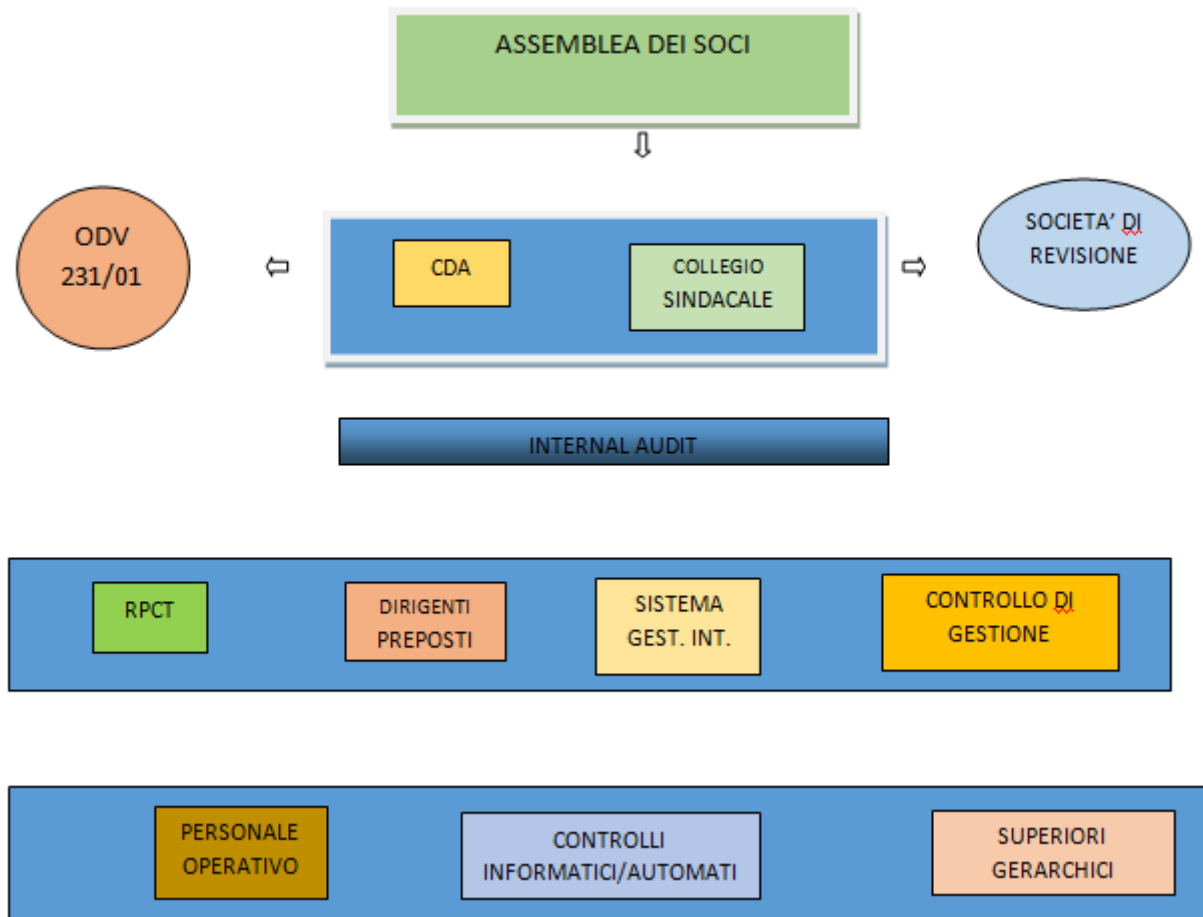 ASSEMBLEA DEI SOCI
ODV
231/01
CDA
COLLEGIO
SINDACALE
SOCIETA' DI
REVISIONE
INTERNAL AUDIT
RPCT
DIRIGENTI
PREPOSTI
SISTEMA
GEST. INT.
CONTROLLO DI
GESTIONE
PERSONALE
OPERATIVO
CONTROLLI
INFORMATICI/AUTOMATI
SUPERIORI
GERARCHICI